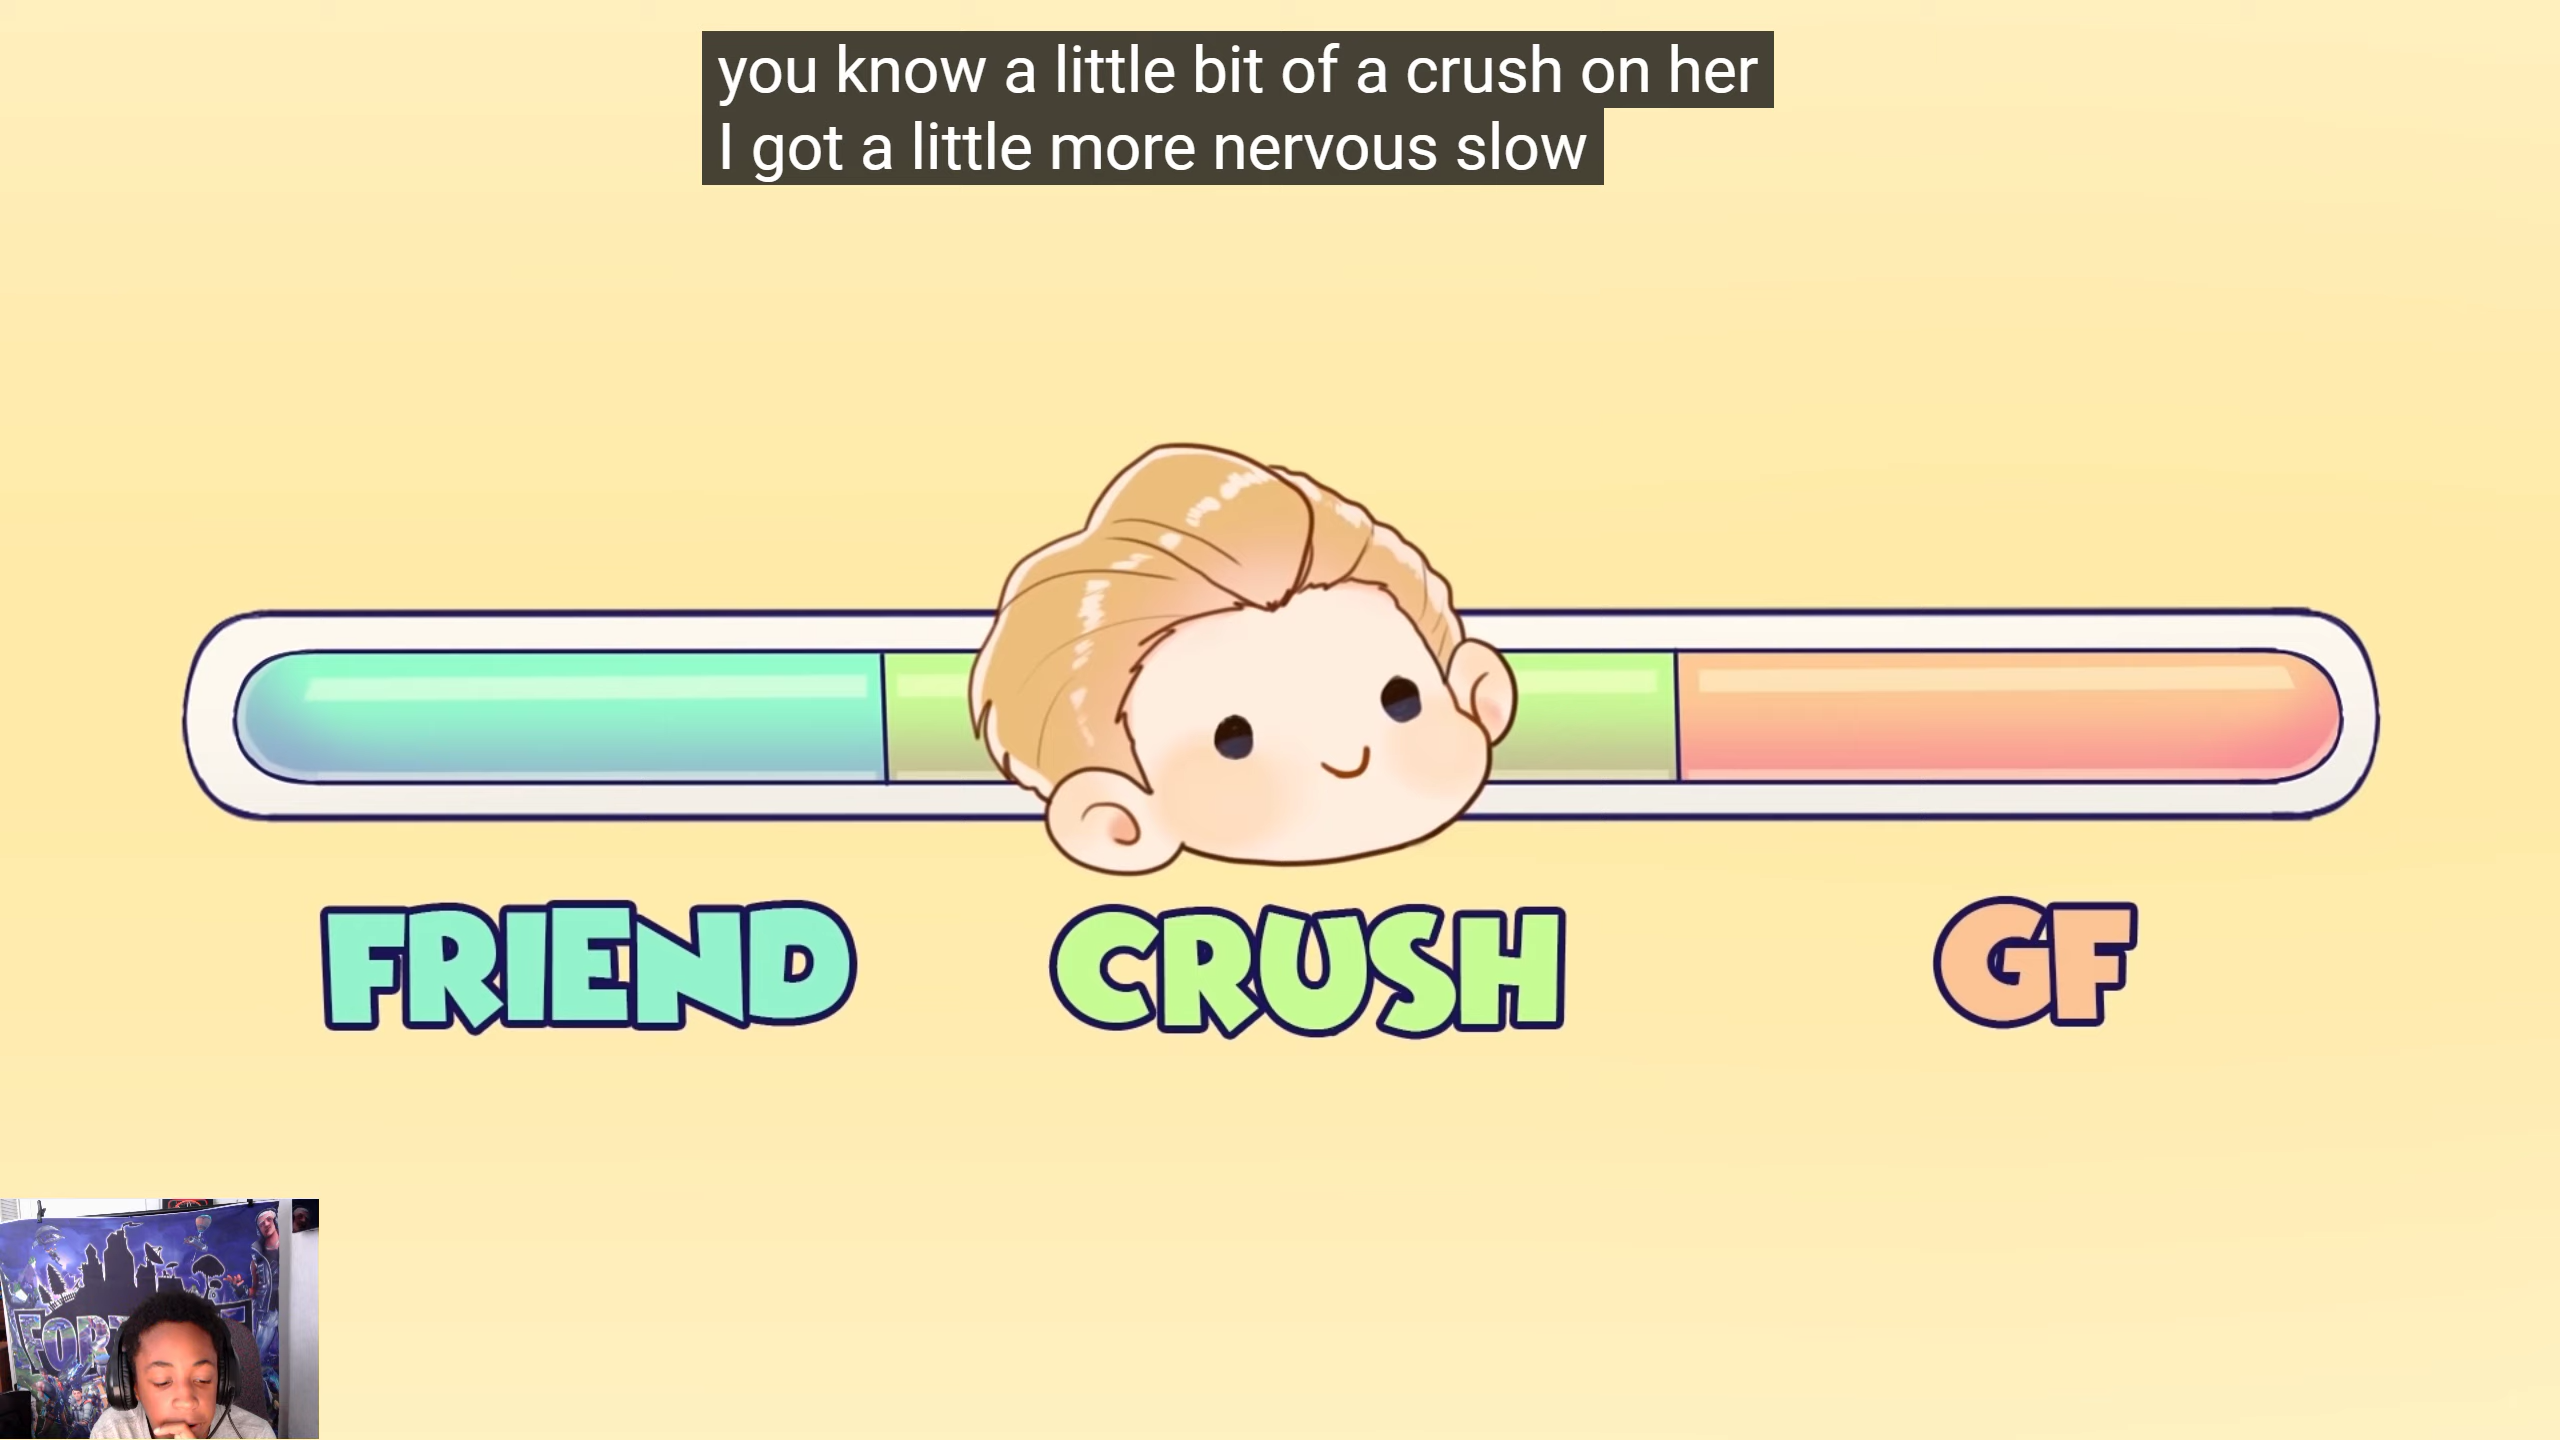 you know a little bit of a crush on her
I got a little more nervous slow
FRIEND CRUSH GF